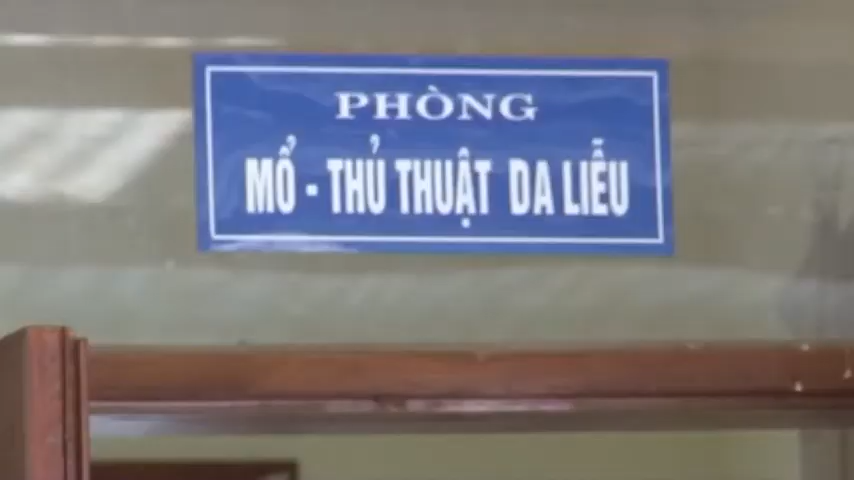 PHÒNG
MỔ - THỦ THUẬT DA LIỄU